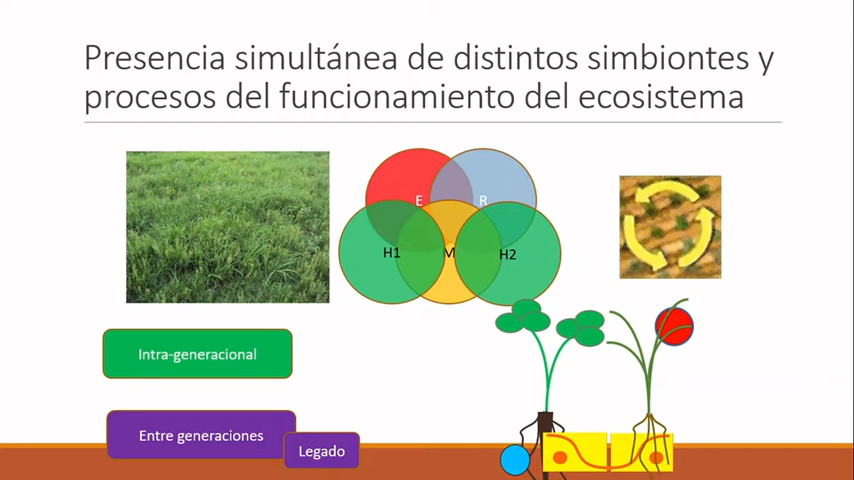 Presencia simultánea de distintos simbiontes y
procesos del funcionamiento del ecosistema
E
R
H1
M
H2
Intra-generacional
Entre generaciones
Legado